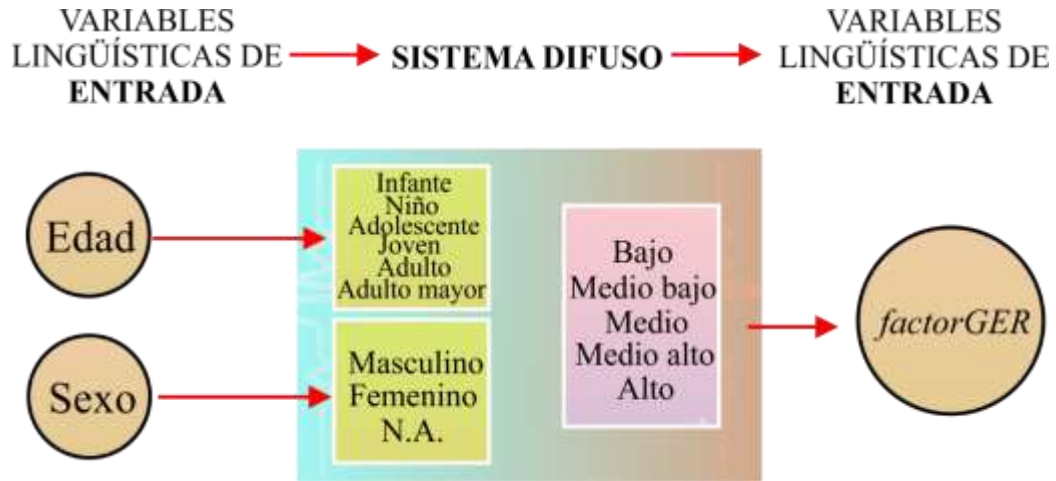 VARIABLES
LINGÜÍSTICAS DE
ENTRADA
SISTEMA DIFUSO
VARIABLES
LINGÜÍSTICAS DE
ENTRADA
Edad
Infante
Niño
Adolescente
Joven
Adulto
Adulto mayor
Sexo
Masculino
Femenino
N.A.
Bajo
Medio bajo
Medio
Medio alto
Alto
factorGER